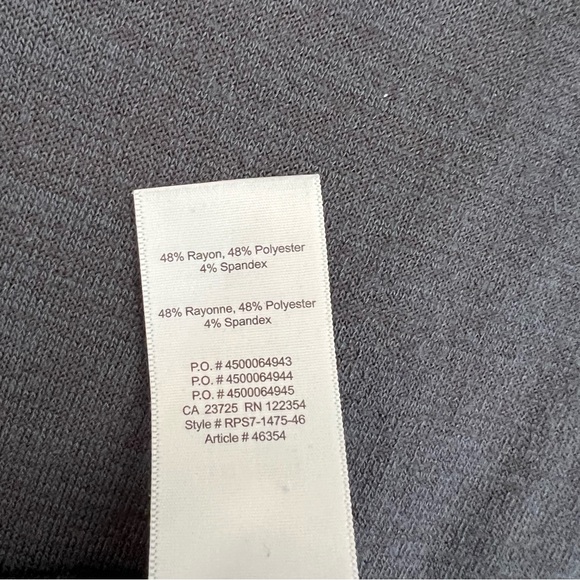 48% Rayon, 48% Polyester
4% Spandex
48% Rayonne, 48% Polyester
4% Spandex
P.O. # 4500064943
P.O. # 4500064944
P.O. # 4500064945
CA 23725 RN 122354
Style # RPS7-1475-46
Article # 46354